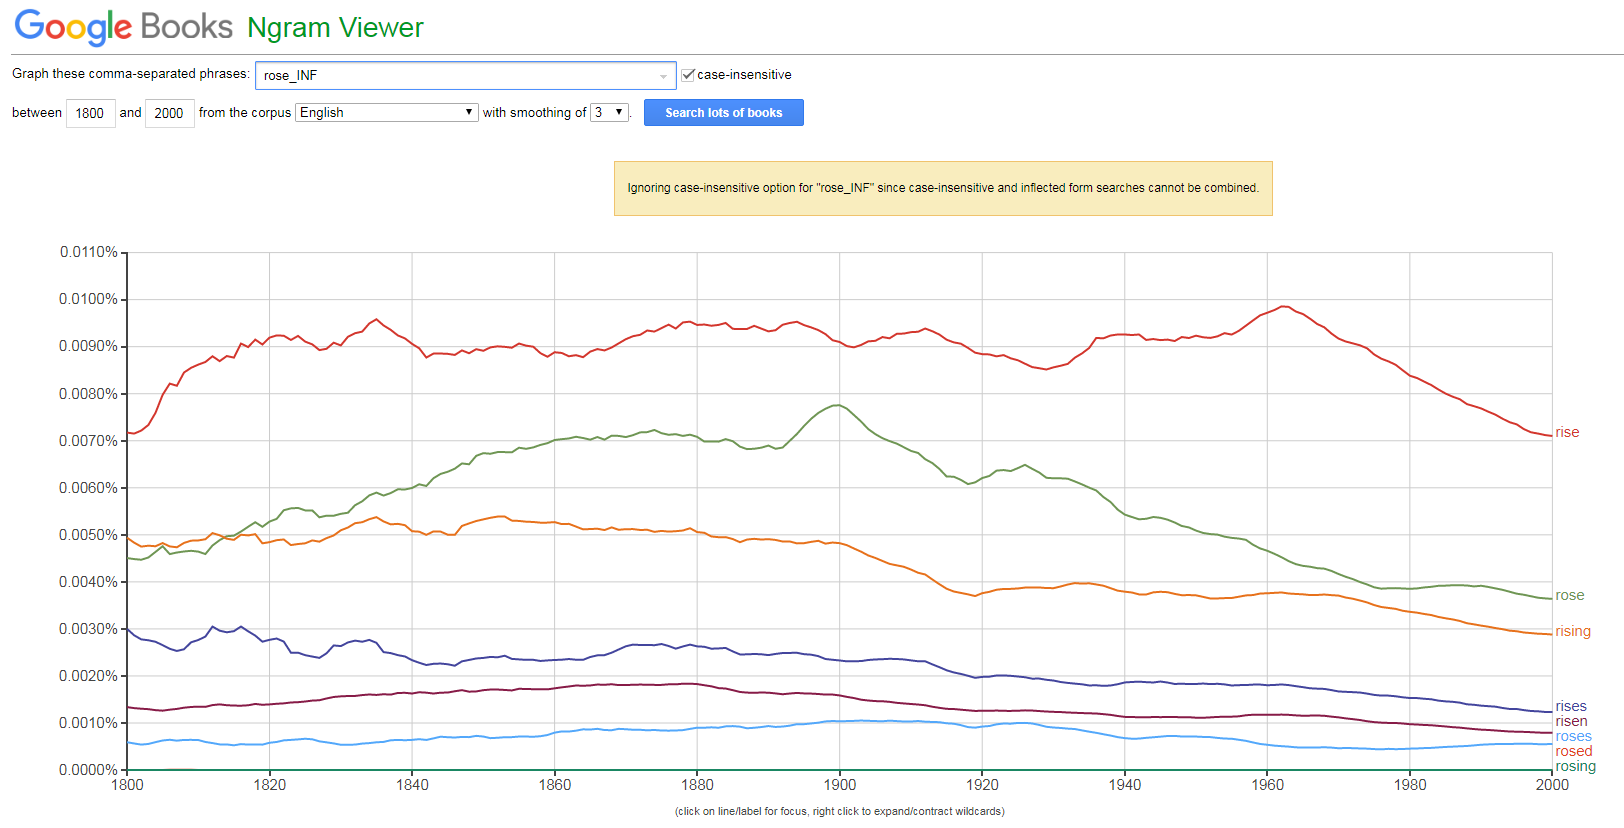 Google Books Ngram Viewer
Graph these comma-separated phrases: rose_INF case-insensitive
between 1800 and 2000 from the corpus English with smoothing of 3 . Search lots of books
Ignoring case-insensitive option for "rose_INF" since case-insensitive and inflected form searches cannot be combined.
0.0110%
0.0100%
0.0090%
0.0080%
0.0070%
rise
0.0060%
0.0050%
0.0040%
rose
0.0030%
rising
0.0020%
rises
risen
0.0010%
roses
rosed
rosing
0.0000%
1800 1820 1840 1860 1880 1900 1920 1940 1960 1980 2000
(click on line/label for focus, right click to expand/contract wildcards)